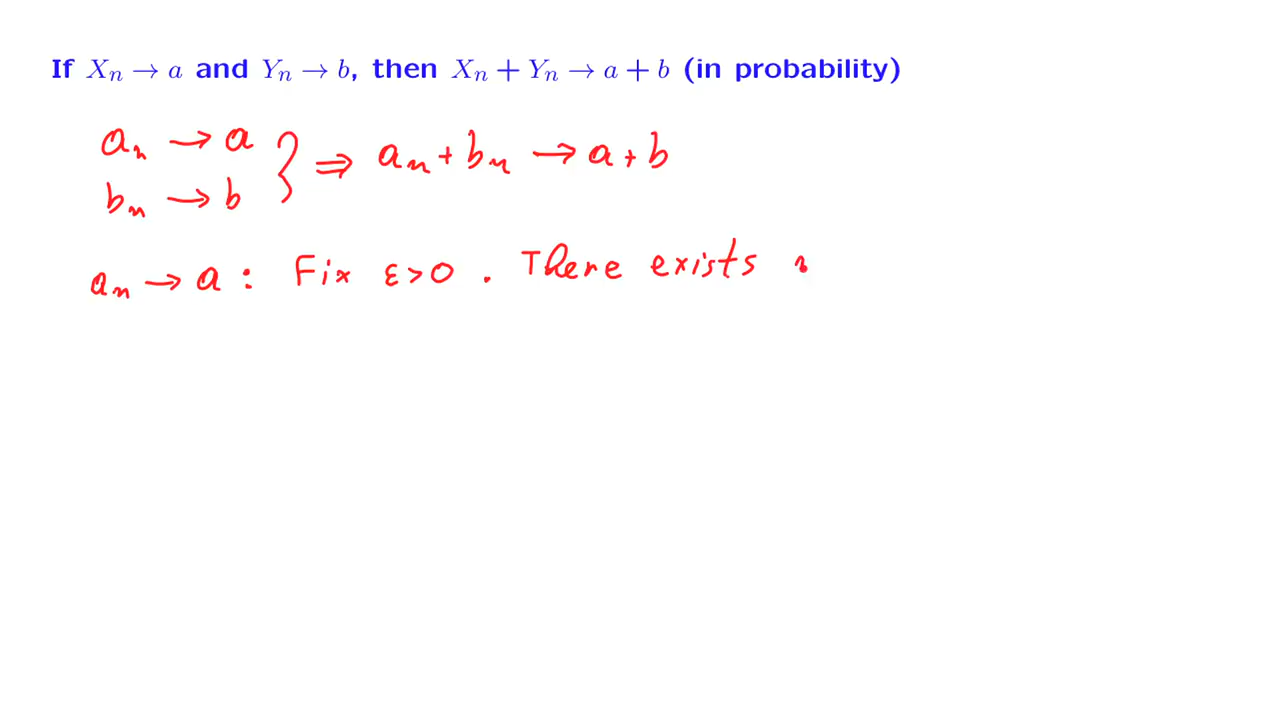 If Xₙ → a and Yₙ → b, then Xₙ + Yₙ → a + b (in probability)
aₙ → a
bₙ → b } ⇒ aₙ + bₙ → a + b
aₙ → a : Fix ε>0 . There exists